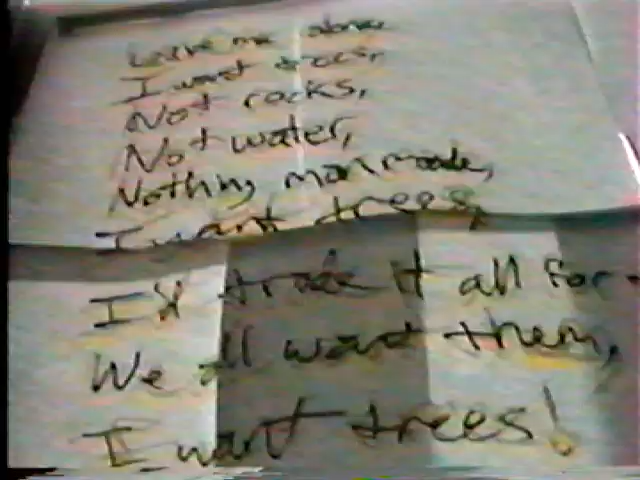 Leave me alone.
I want trees,
Not rocks,
Not water,
Nothing manmade,
I want trees,
I'd trade it all for-
We all want them,
I want trees!